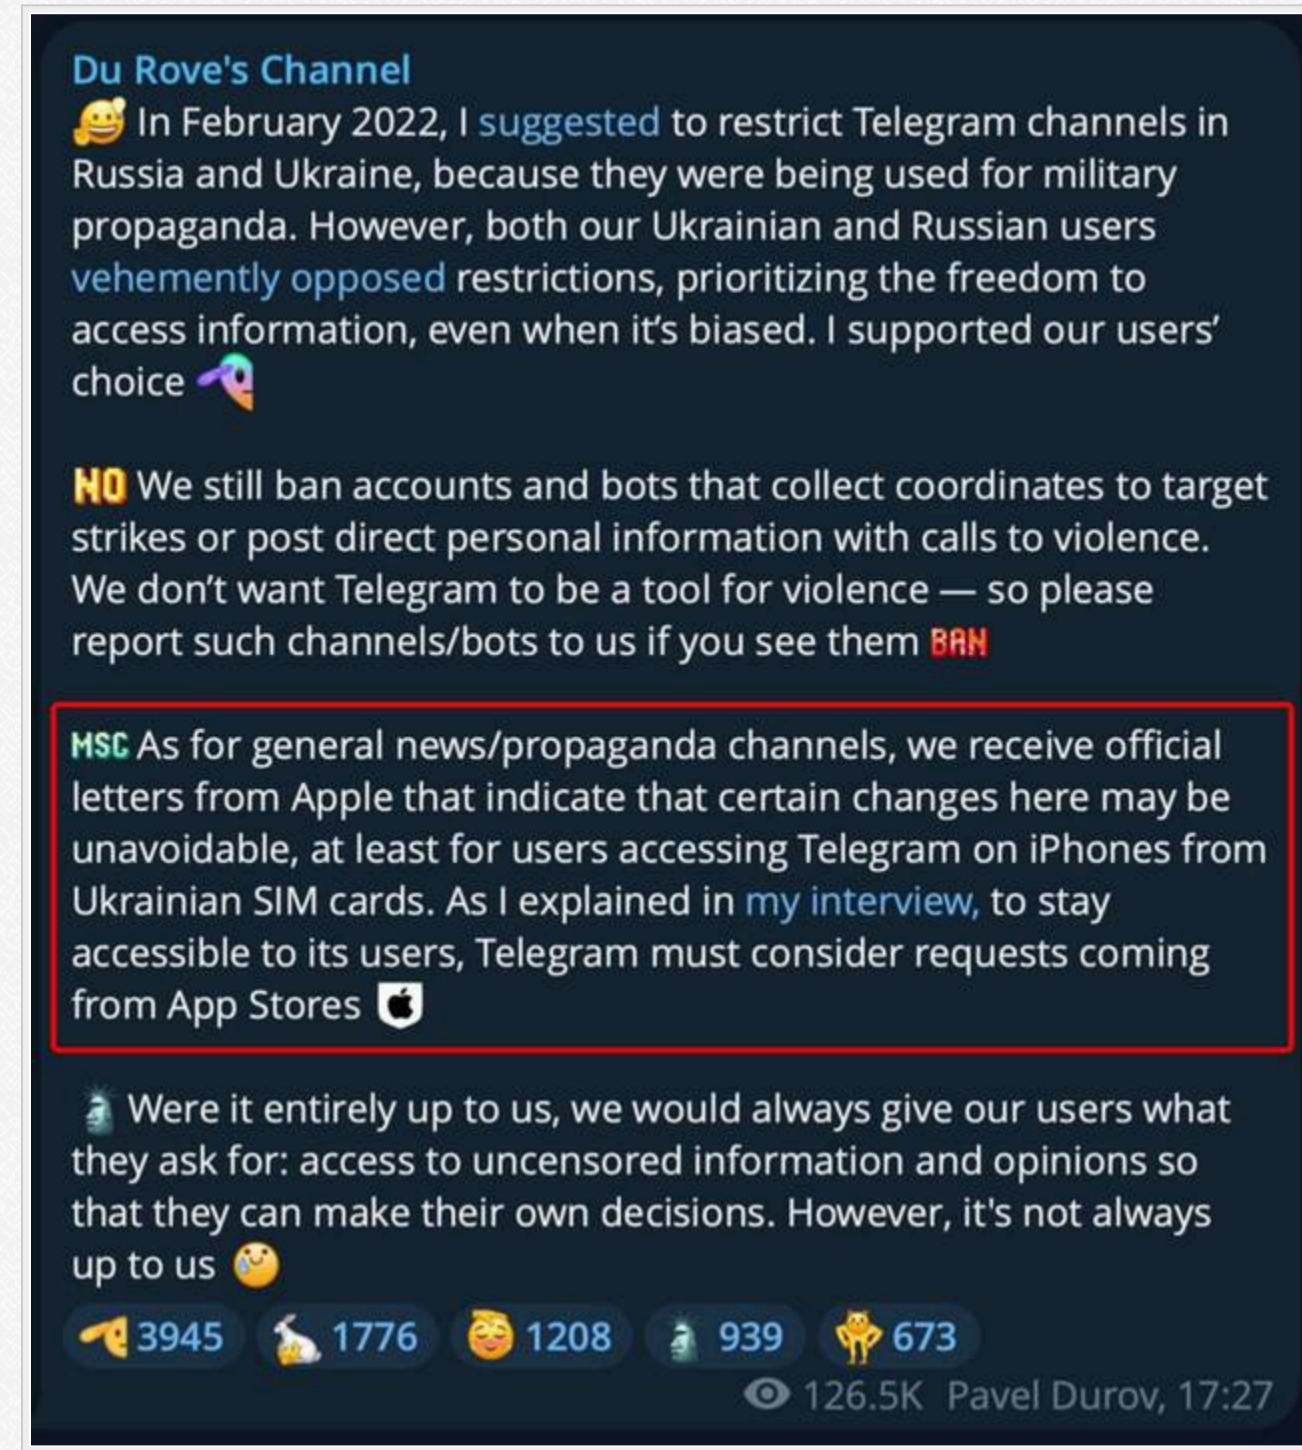 Du Rove's Channel
😅 In February 2022, I suggested to restrict Telegram channels in
Russia and Ukraine, because they were being used for military
propaganda. However, both our Ukrainian and Russian users
vehemently opposed restrictions, prioritizing the freedom to
access information, even when it’s biased. I supported our users’
choice
NO We still ban accounts and bots that collect coordinates to target
strikes or post direct personal information with calls to violence.
We don’t want Telegram to be a tool for violence — so please
report such channels/bots to us if you see them BAN
MSG As for general news/propaganda channels, we receive official
letters from Apple that indicate that certain changes here may be
unavoidable, at least for users accessing Telegram on iPhones from
Ukrainian SIM cards. As I explained in my interview, to stay
accessible to its users, Telegram must consider requests coming
from App Stores
Were it entirely up to us, we would always give our users what
they ask for: access to uncensored information and opinions so
that they can make their own decisions. However, it's not always
up to us 🥲
3945 1776 1208 939 673
126.5K Pavel Durov, 17:27